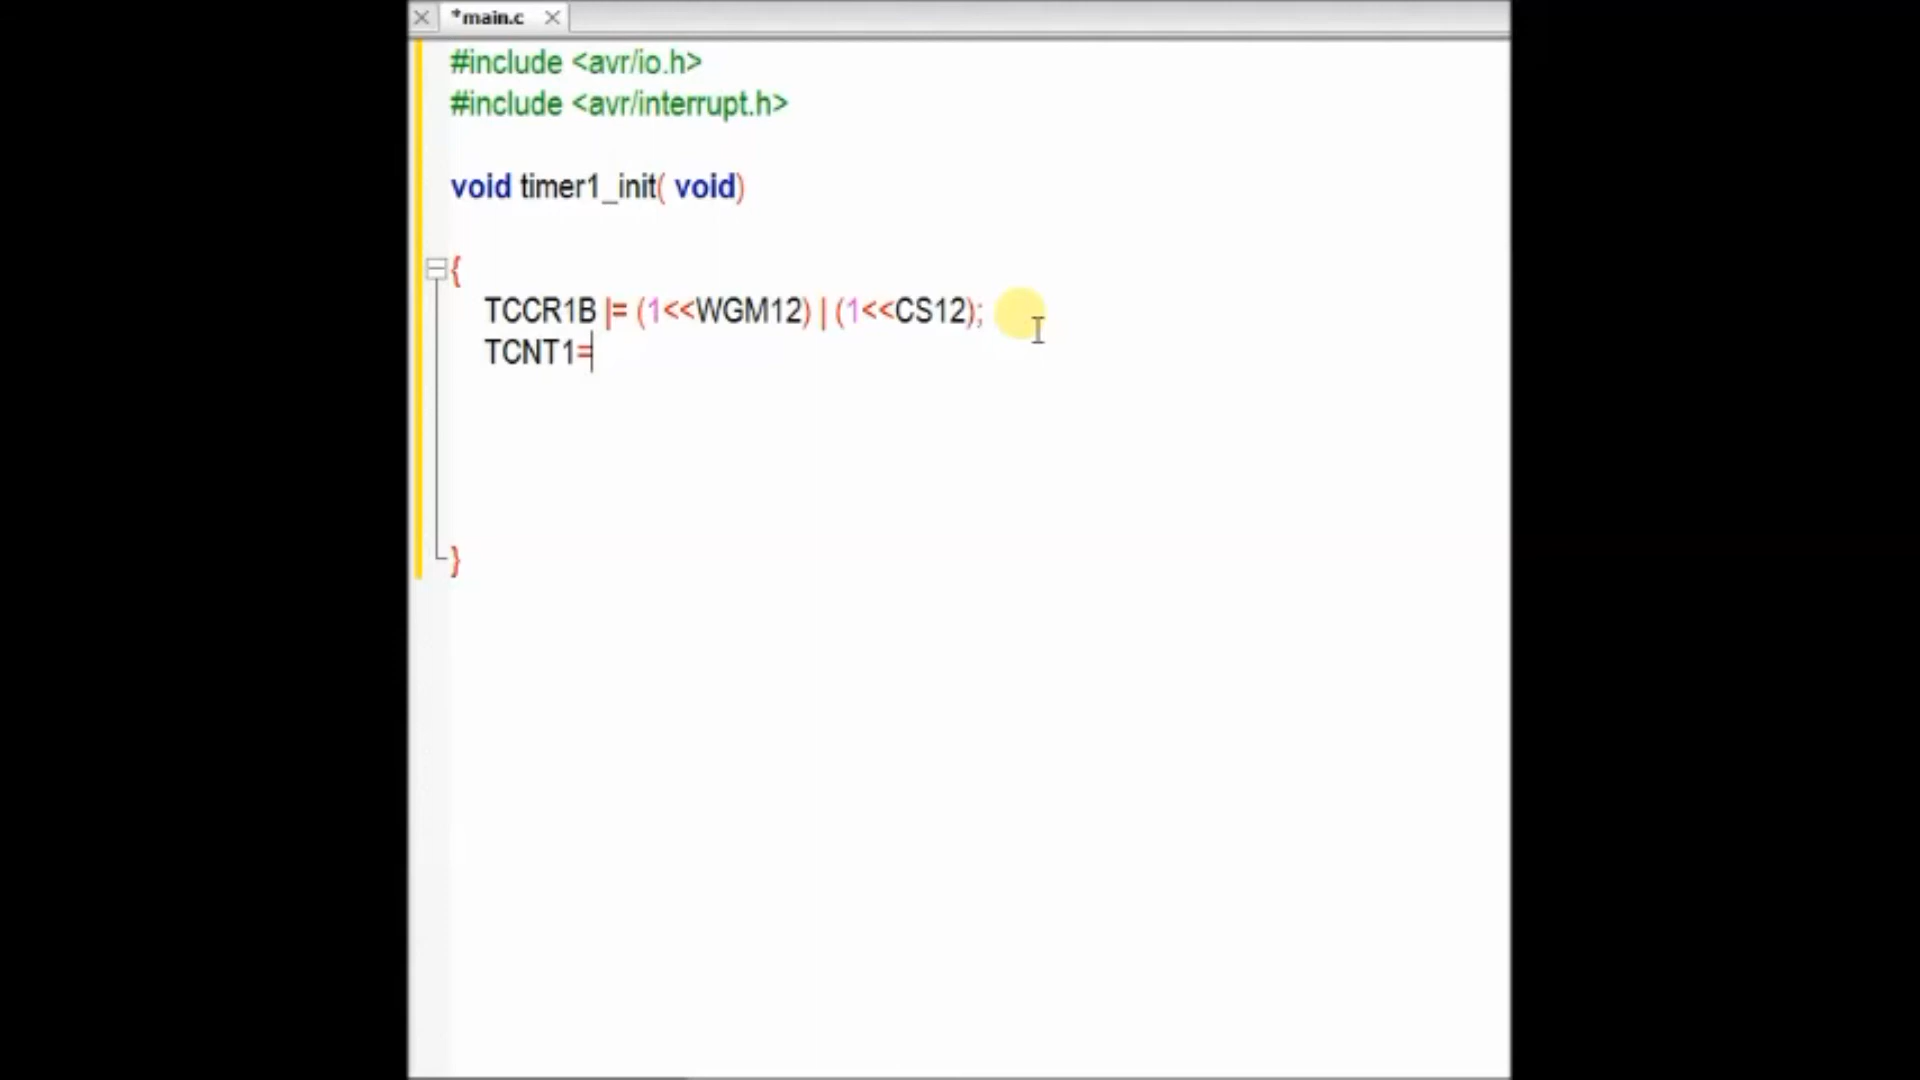 *main.c
#include <avr/io.h>
#include <avr/interrupt.h>
void timer1_init( void)
{
TCCR1B |= (1<<WGM12) | (1<<CS12);
TCNT1=
}